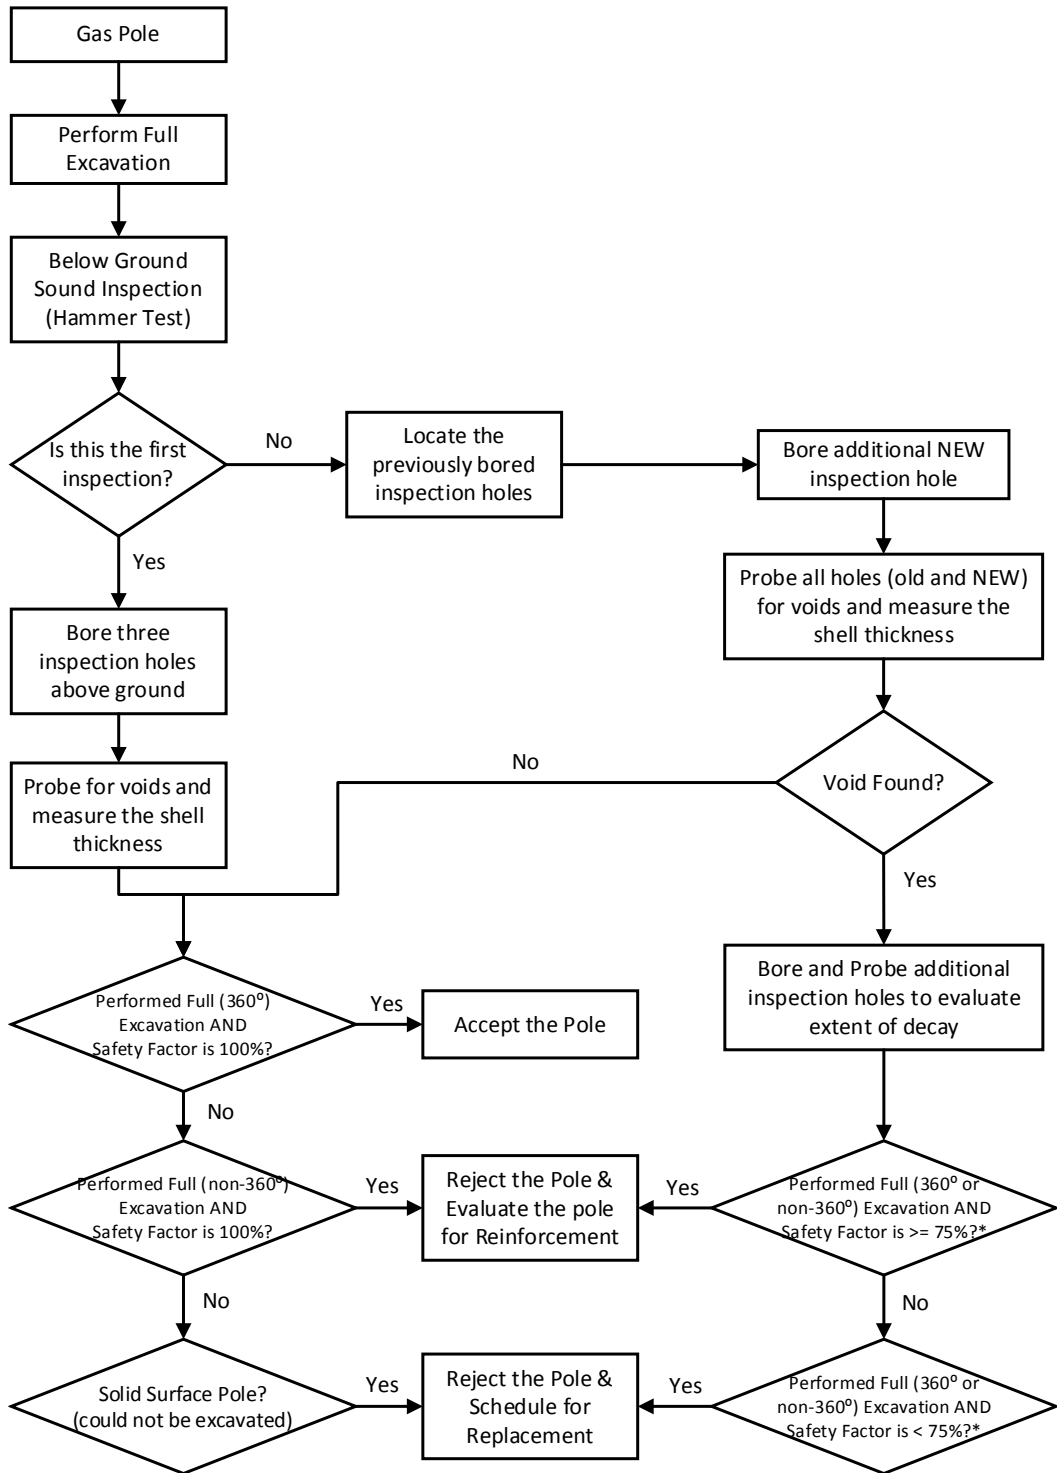 Gas Pole
Perform Full
Excavation
Below Ground
Sound Inspection
(Hammer Test)
Is this the first
inspection?
No
Locate the
previously bored
inspection holes
Bore additional NEW
inspection hole
Yes
Probe all holes (old and NEW)
for voids and measure the
shell thickness
Bore three
inspection holes
above ground
Probe for voids and
measure the shell
thickness
No
Void Found?
Yes
Performed Full (360⁰)
Excavation AND
Safety Factor is 100%?
Yes
Accept the Pole
Bore and Probe additional
inspection holes to evaluate
extent of decay
No
Performed Full (non-360⁰)
Excavation AND
Safety Factor is 100%?
Yes
Reject the Pole &
Evaluate the pole
for Reinforcement
Yes
Performed Full (360⁰ or
non-360⁰) Excavation AND
Safety Factor is >= 75%?*
No
No
Solid Surface Pole?
(could not be excavated)
Yes
Reject the Pole &
Schedule for
Replacement
Yes
Performed Full (360⁰ or
non-360⁰) Excavation AND
Safety Factor is < 75%?*